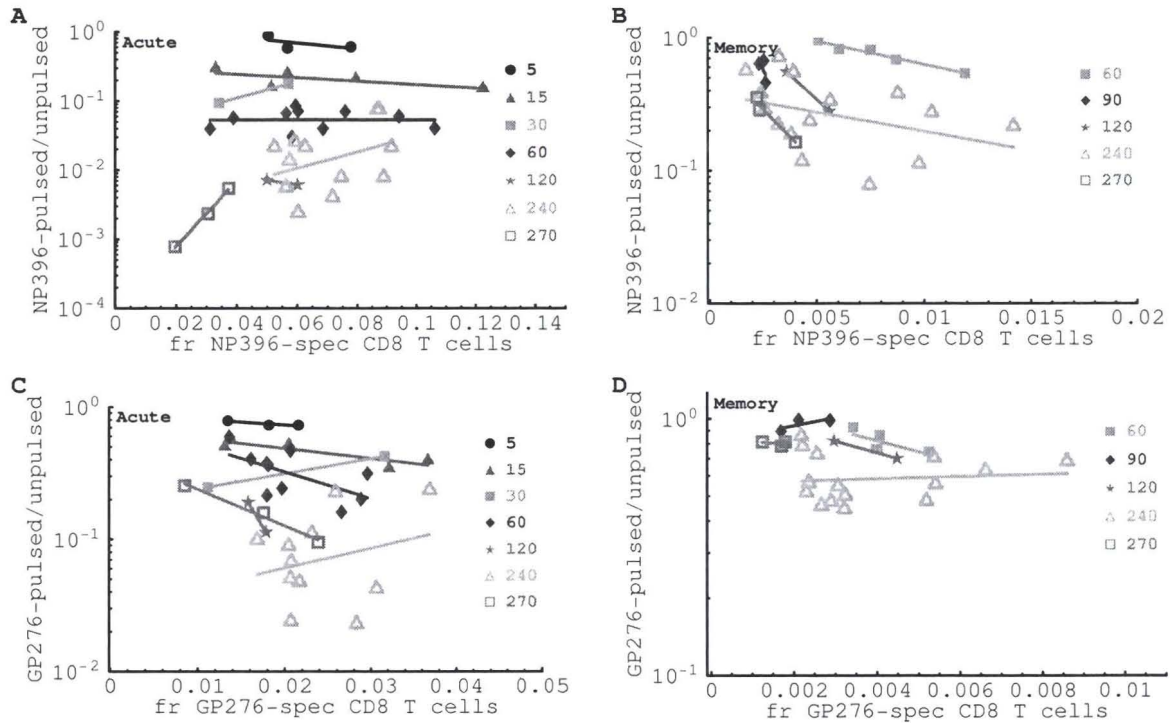 A
Acute
NP396-pulsed/unpulsed
10^0
10^-1
10^-2
10^-3
10^-4
0 0.02 0.04 0.06 0.08 0.1 0.12 0.14
fr NP396-spec CD8 T cells
5
15
30
60
120
240
270
B
Memory
NP396-pulsed/unpulsed
10^0
10^-1
10^-2
0 0.005 0.01 0.015 0.02
fr NP396-spec CD8 T cells
60
90
120
240
270
C
Acute
GP276-pulsed/unpulsed
10^0
10^-1
10^-2
0 0.01 0.02 0.03 0.04 0.05
fr GP276-spec CD8 T cells
5
15
30
60
120
240
270
D
Memory
GP276-pulsed/unpulsed
10^0
10^-1
0 0.002 0.004 0.006 0.008 0.01
fr GP276-spec CD8 T cells
60
90
120
240
270